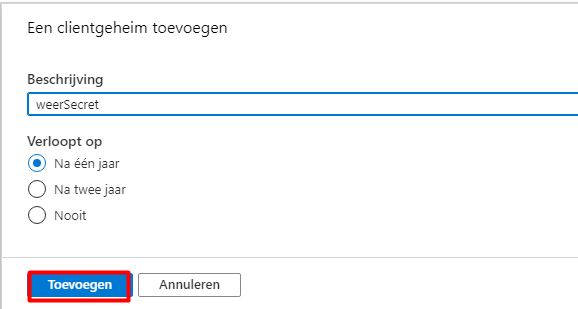 Een clientgeheim toevoegen
Beschrijving
weerSecret
Verloopt op
Na één jaar
Na twee jaar
Nooit
Toevoegen Annuleren